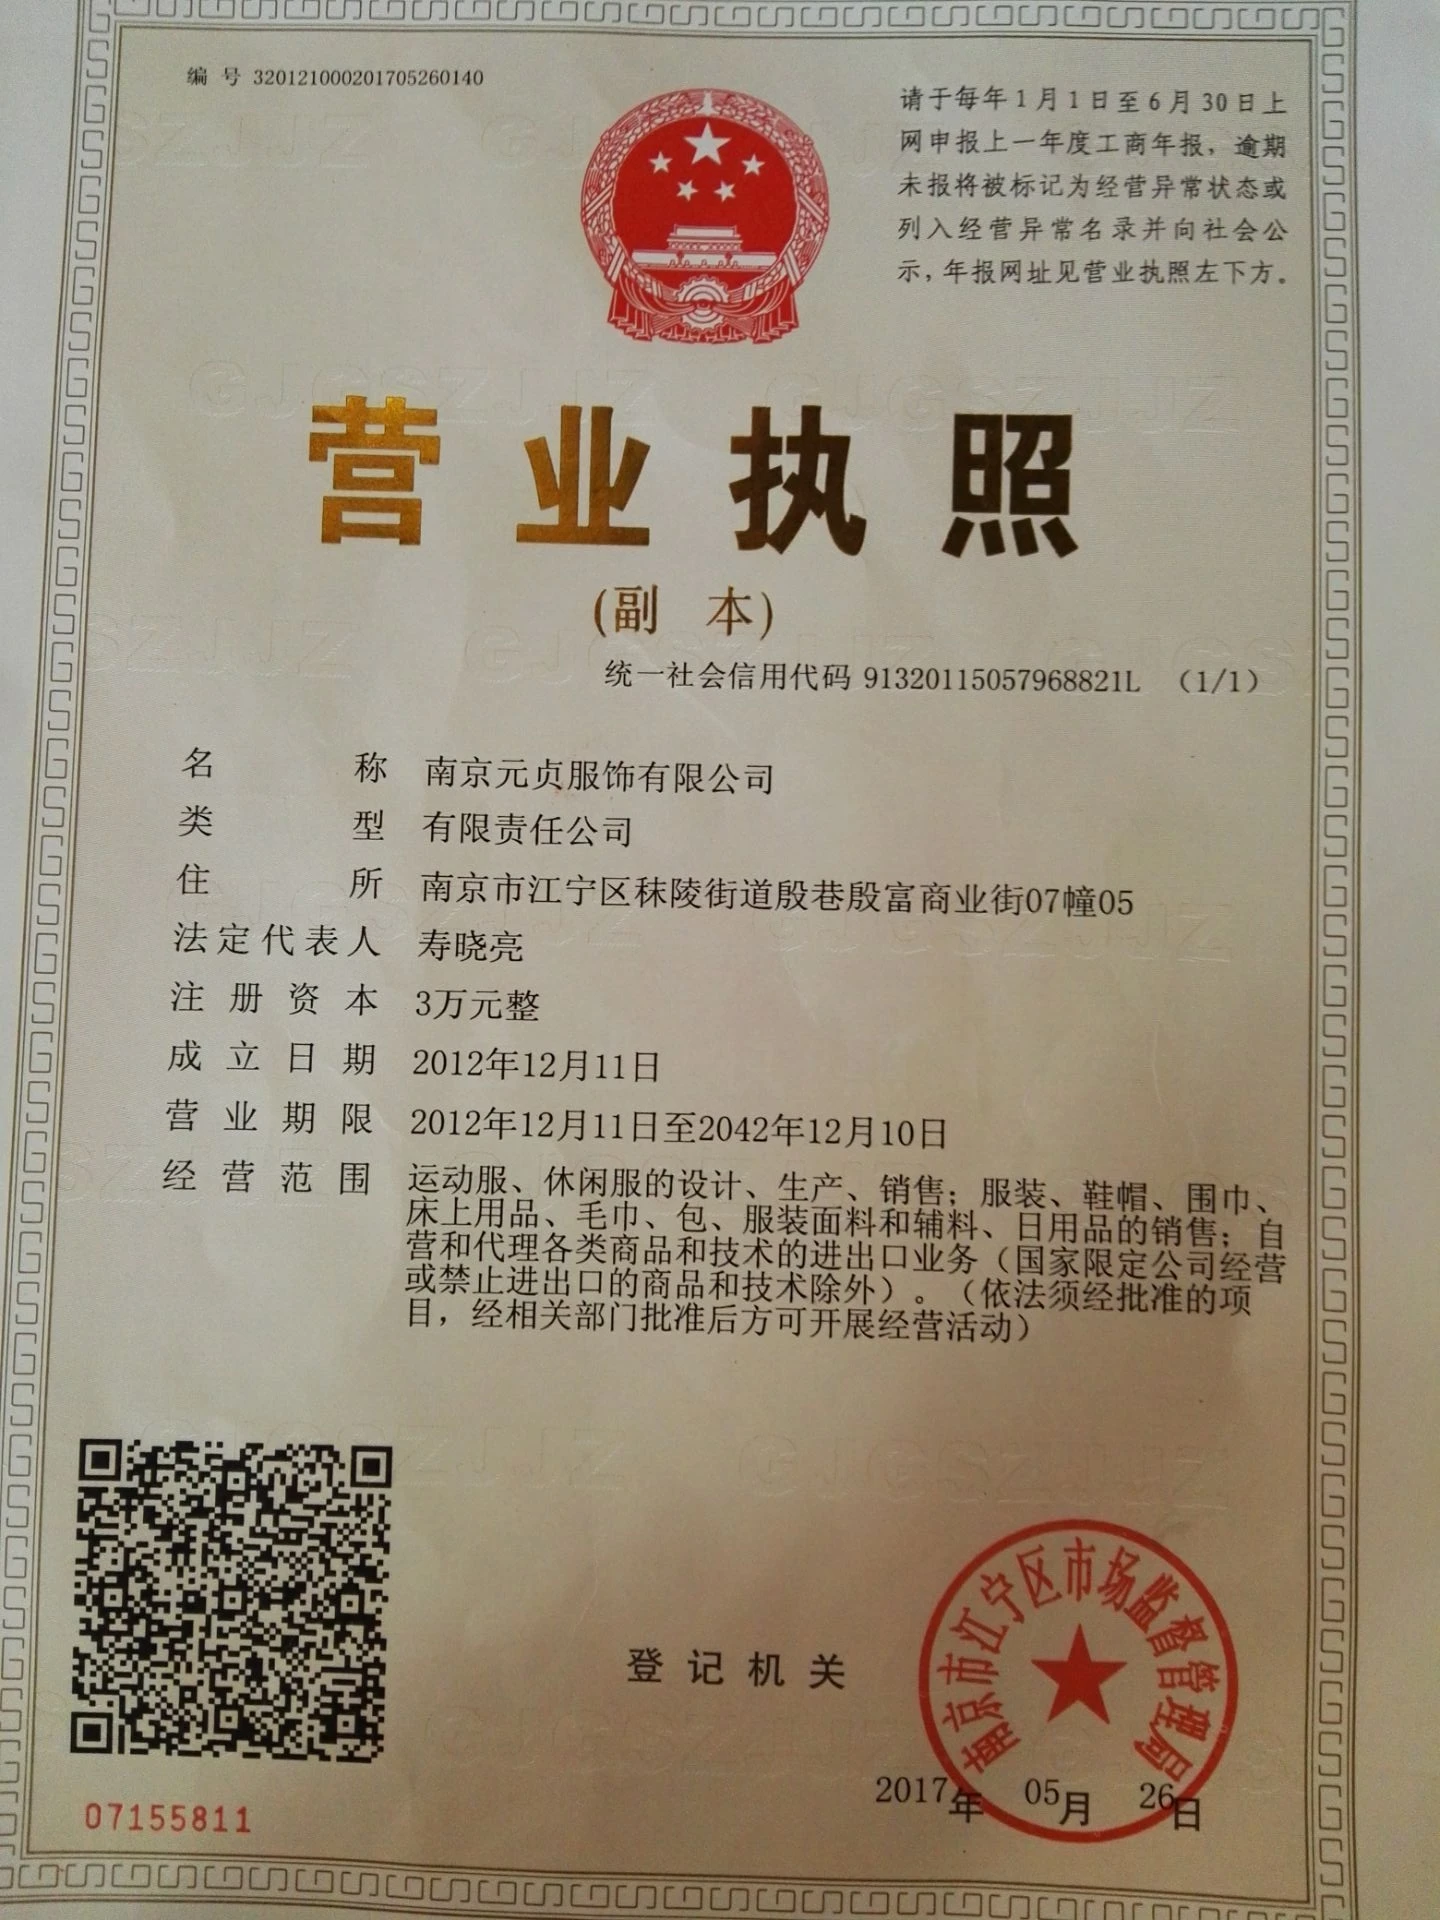 编 号 320121000201705260140
请于每年1月1日至6月30日上
网申报上一年度工商年报，逾期
未报将被标记为经营异常状态或
列入经营异常名录并向社会公
示，年报网址见营业执照左下方。
营业执照
(副 本)
统一社会信用代码 91320115057968821L （1/1）
名称 南京元贞服饰有限公司
类型 有限责任公司
住所 南京市江宁区秣陵街道殷巷殷富商业街07幢05
法定代表人 寿晓亮
注册资本 3万元整
成立日期 2012年12月11日
营业期限 2012年12月11日至2042年12月10日
经营范围 运动服、休闲服的设计、生产、销售；服装、鞋帽、围巾、
床上用品、毛巾、包、服装面料和辅料、日用品的销售；自
营和代理各类商品和技术的进出口业务（国家限定公司经营
或禁止进出口的商品和技术除外）。（依法须经批准的项
目，经相关部门批准后方可开展经营活动）
登记机关
南京市江宁区市场监督管理局
2017年 05月 26日
07155811
GJGSZJJZ